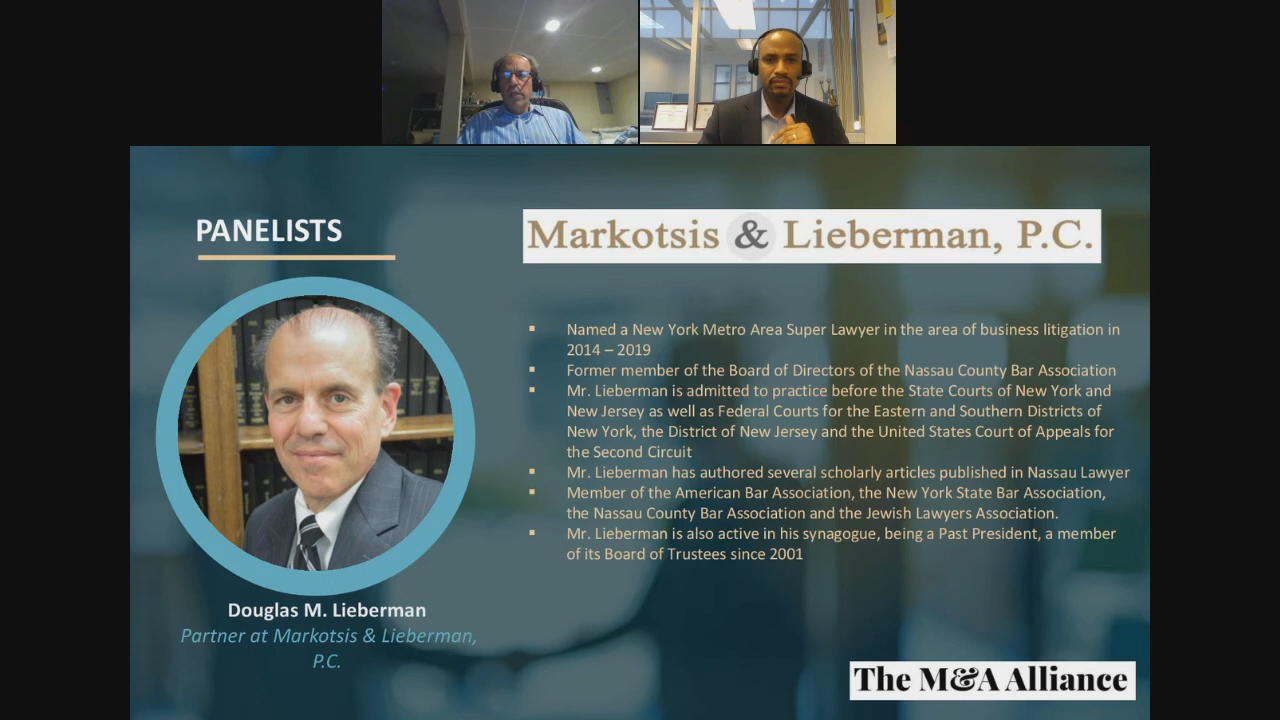 PANELISTS
Markotsis & Lieberman, P.C.
▪ Named a New York Metro Area Super Lawyer in the area of business litigation in
2014 – 2019
▪ Former member of the Board of Directors of the Nassau County Bar Association
▪ Mr. Lieberman is admitted to practice before the State Courts of New York and
New Jersey as well as Federal Courts for the Eastern and Southern Districts of
New York, the District of New Jersey and the United States Court of Appeals for
the Second Circuit
▪ Mr. Lieberman has authored several scholarly articles published in Nassau Lawyer
▪ Member of the American Bar Association, the New York State Bar Association,
the Nassau County Bar Association and the Jewish Lawyers Association.
▪ Mr. Lieberman is also active in his synagogue, being a Past President, a member
of its Board of Trustees since 2001
Douglas M. Lieberman
Partner at Markotsis & Lieberman,
P.C.
The M&A Alliance